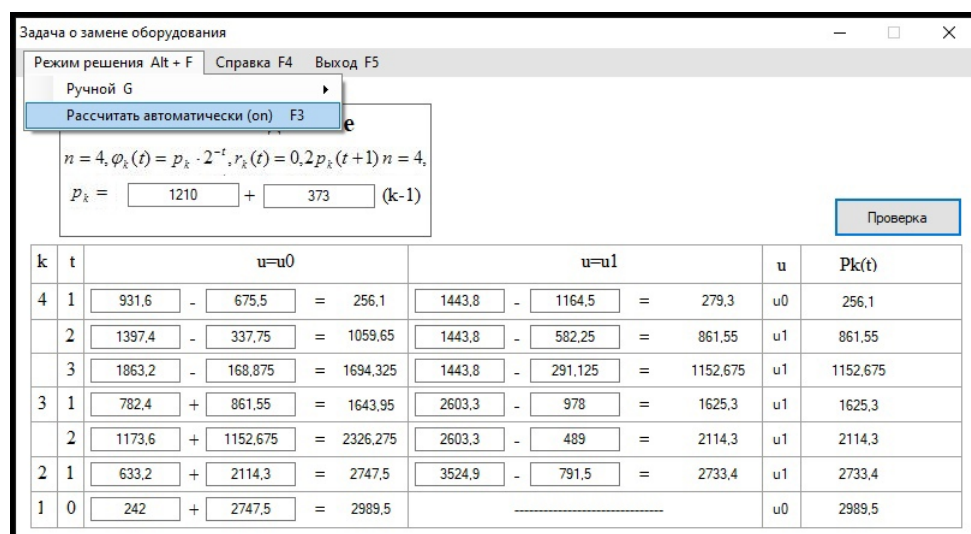 Задача о замене оборудования
Режим решения Alt + F Справка F4 Выход F5
Ручной G
Рассчитать автоматически (on) F3
е
n = 4, φₖ(t) = pₖ · 2⁻ᵗ, rₖ(t) = 0,2pₖ(t+1) n = 4,
pₖ = 1210 + 373 (k-1)
Проверка
k t u=u0 u=u1 u Pk(t)
4 1 931,6 - 675,5 = 256,1 1443,8 - 1164,5 = 279,3 u0 256,1
2 1397,4 - 337,75 = 1059,65 1443,8 - 582,25 = 861,55 u1 861,55
3 1863,2 - 168,875 = 1694,325 1443,8 - 291,125 = 1152,675 u1 1152,675
3 1 782,4 + 861,55 = 1643,95 2603,3 - 978 = 1625,3 u1 1625,3
2 1173,6 + 1152,675 = 2326,275 2603,3 - 489 = 2114,3 u1 2114,3
2 1 633,2 + 2114,3 = 2747,5 3524,9 - 791,5 = 2733,4 u1 2733,4
1 0 242 + 2747,5 = 2989,5 ------------------------------- u0 2989,5